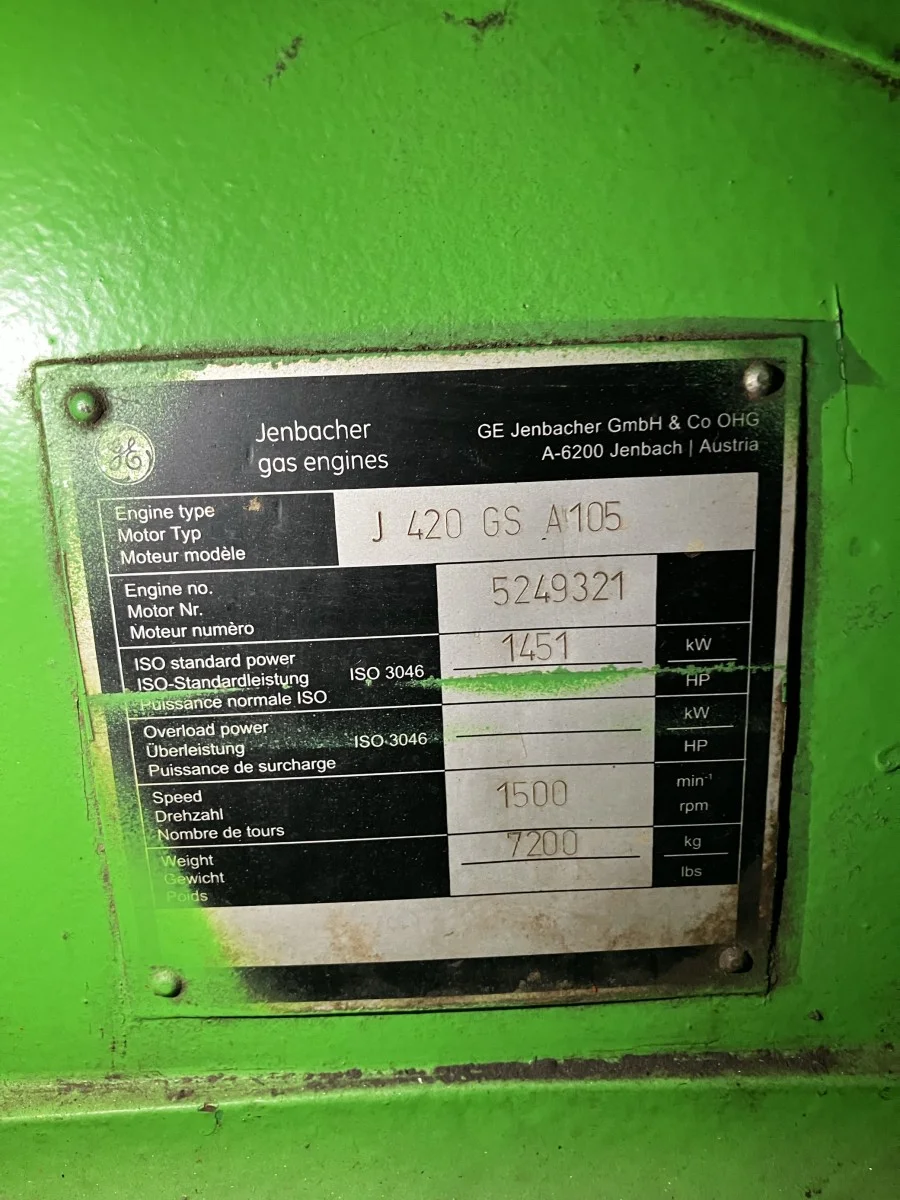 GE
Jenbacher
gas engines
GE Jenbacher GmbH & Co OHG
A-6200 Jenbach | Austria
Engine type
Motor Typ
Moteur modèle
J 420 GS A105
Engine no.
Motor Nr.
Moteur numèro
5249321
ISO standard power
ISO-Standardleistung
Puissance normale ISO
ISO 3046
1451
kW
HP
Overload power
Überleistung
Puissance de surcharge
ISO 3046
kW
HP
Speed
Drehzahl
Nombre de tours
1500
min⁻¹
rpm
Weight
Gewicht
Poids
7200
kg
lbs